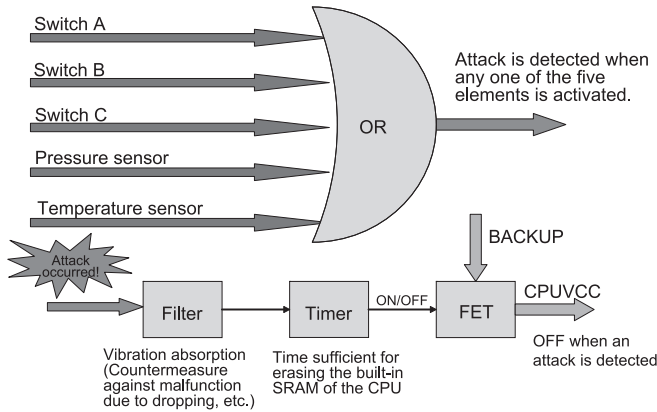 Switch A
Switch B
Switch C
Pressure sensor
Temperature sensor
OR
Attack is detected when
any one of the five
elements is activated.
Attack
occurred!
Filter
Vibration absorption
(Countermeasure
against malfunction
due to dropping, etc.)
Timer
Time sufficient for
erasing the built-in
SRAM of the CPU
ON/OFF
BACKUP
FET
CPUVCC
OFF when an
attack is detected